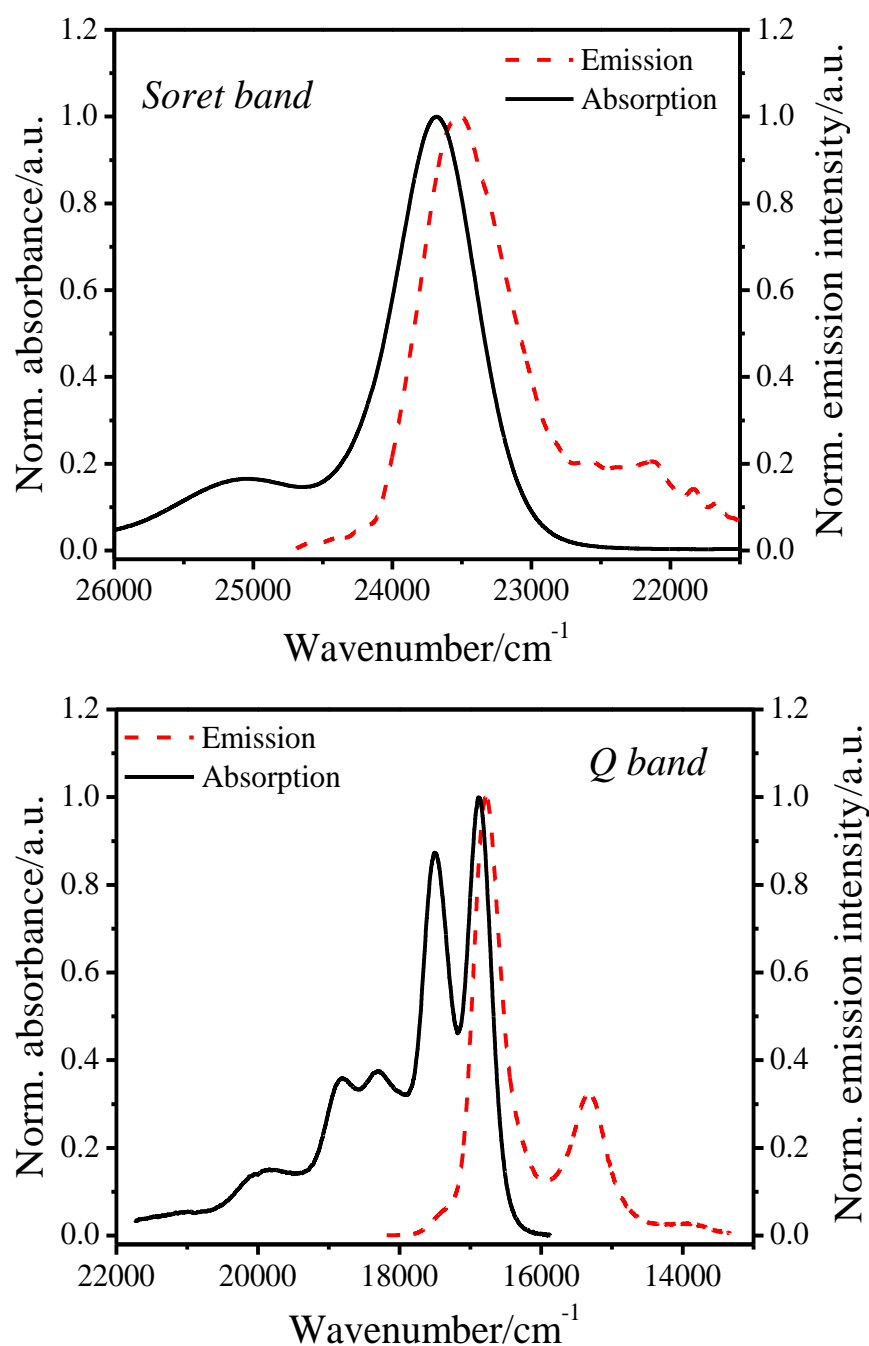 1.2 1.2
Soret band Emission
Absorption
1.0 1.0
0.8 0.8
0.6 0.6
0.4 0.4
0.2 0.2
0.0 0.0
Norm. absorbance/a.u.
Norm. emission intensity/a.u.
26000 25000 24000 23000 22000
Wavenumber/cm⁻¹
1.2 1.2
Emission Q band
Absorption
1.0 1.0
0.8 0.8
0.6 0.6
0.4 0.4
0.2 0.2
0.0 0.0
Norm. absorbance/a.u.
Norm. emission intensity/a.u.
22000 20000 18000 16000 14000
Wavenumber/cm⁻¹